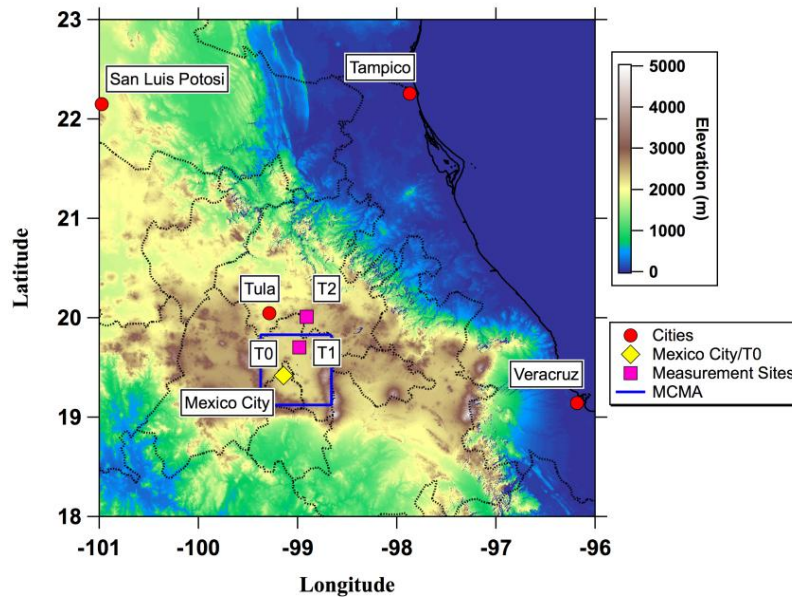 23
22
21
20
19
18
Latitude
-101
-100
-99
-98
-97
-96
Longitude
San Luis Potosi
Tampico
Tula
T2
T0
T1
Mexico City
Veracruz
5000
4000
3000
2000
1000
0
Elevation (m)
Cities
Mexico City/T0
Measurement Sites
MCMA